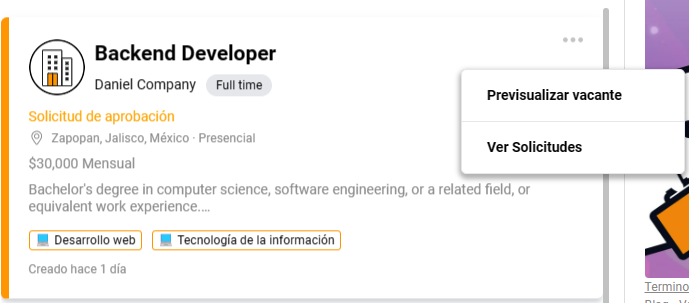 Backend Developer
Daniel Company Full time
Previsualizar vacante
Solicitud de aprobación
Zapopan, Jalisco, México · Presencial
Ver Solicitudes
$30,000 Mensual
Bachelor's degree in computer science, software engineering, or a related field, or
equivalent work experience....
Desarrollo web Tecnología de la información
Creado hace 1 día
Termino